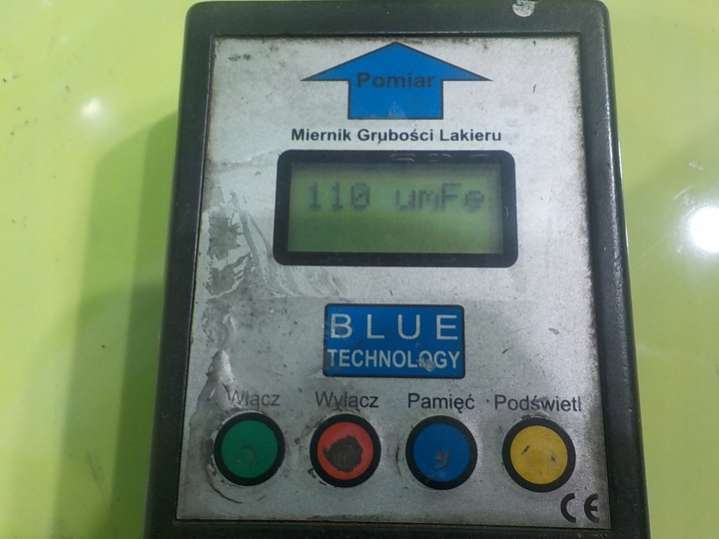 Pomiar
Miernik Grubości Lakieru
110 umFe
BLUE
TECHNOLOGY
Włącz Wyłącz Pamięć Podświetl
CE